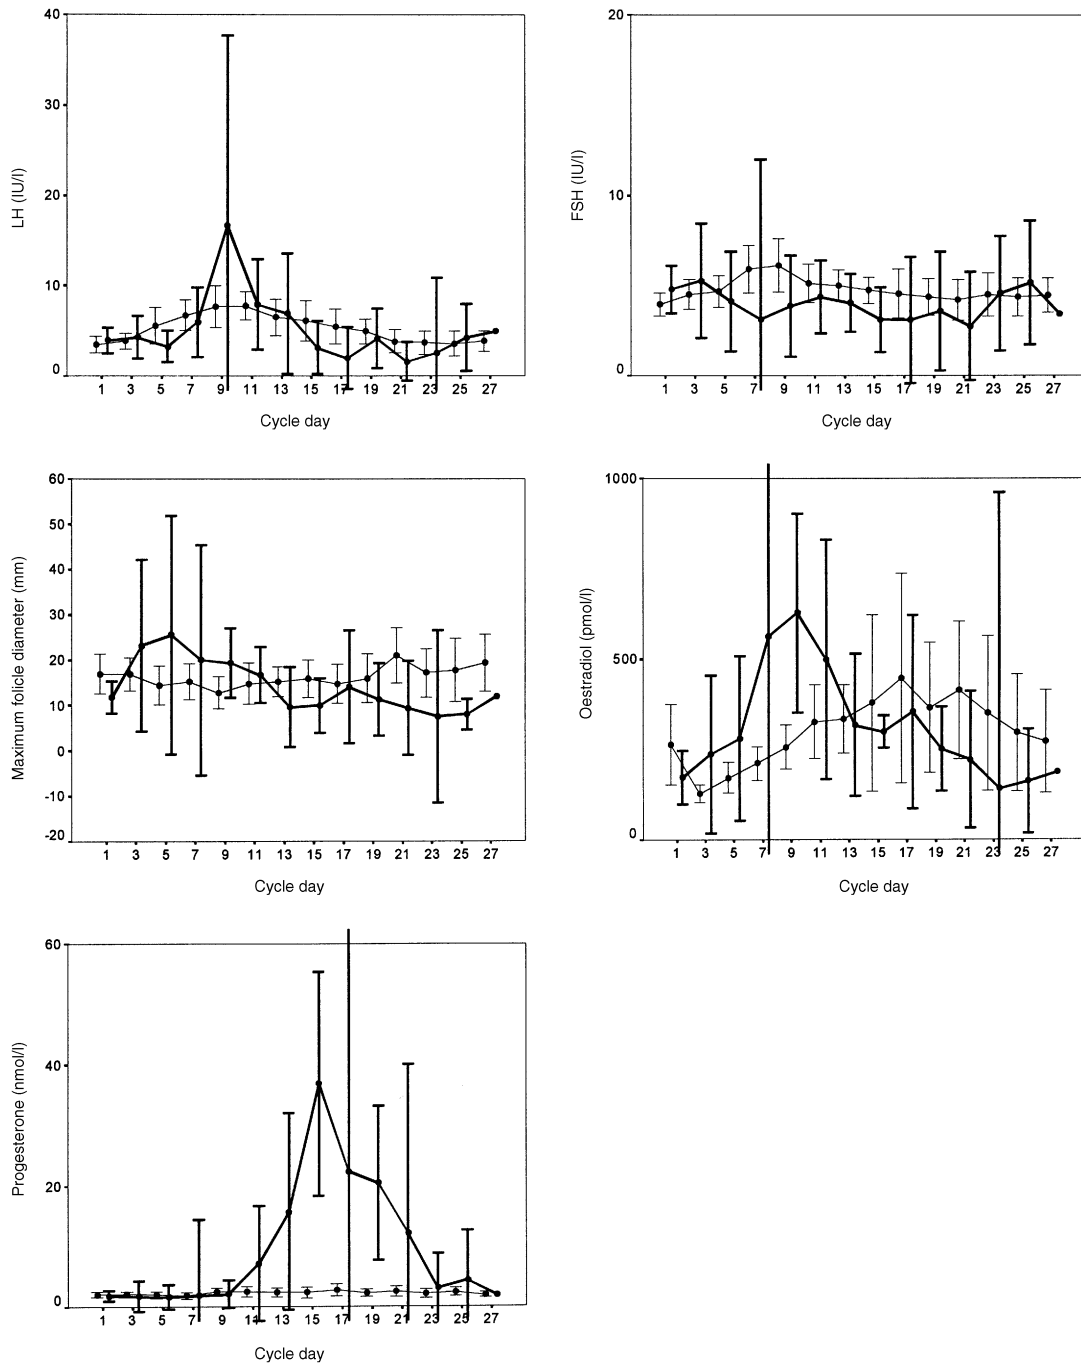 40
30
20
10
0
LH (IU/l)
1 3 5 7 9 11 13 15 17 19 21 23 25 27
Cycle day
20
10
0
FSH (IU/l)
1 3 5 7 9 11 13 15 17 19 21 23 25 27
Cycle day
60
50
40
30
20
10
0
-10
-20
Maximum follicle diameter (mm)
1 3 5 7 9 11 13 15 17 19 21 23 25 27
Cycle day
1000
500
0
Oestradiol (pmol/l)
1 3 5 7 9 11 13 15 17 19 21 23 25 27
Cycle day
60
40
20
0
Progesterone (nmol/l)
1 3 5 7 9 11 13 15 17 19 21 23 25 27
Cycle day